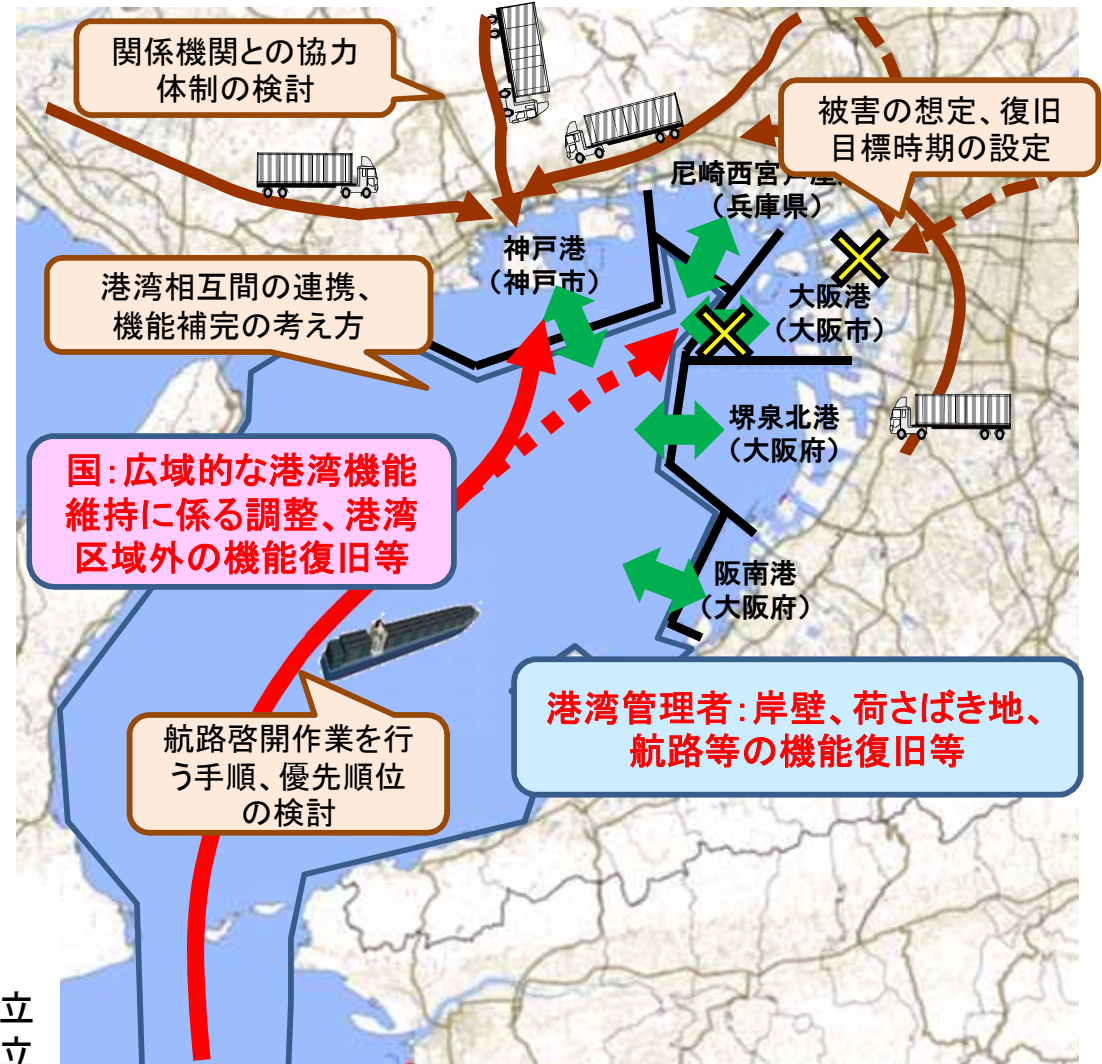 関係機関との協力
体制の検討
被害の想定、復旧
目標時期の設定
尼崎西宮芦屋
（兵庫県）
神戸港
（神戸市）
港湾相互間の連携、
機能補完の考え方
大阪港
（大阪市）
堺泉北港
（大阪府）
国：広域的な港湾機能
維持に係る調整、港湾
区域外の機能復旧等
阪南港
（大阪府）
港湾管理者：岸壁、荷さばき地、
航路等の機能復旧等
航路啓開作業を行
う手順、優先順位
の検討
立
立